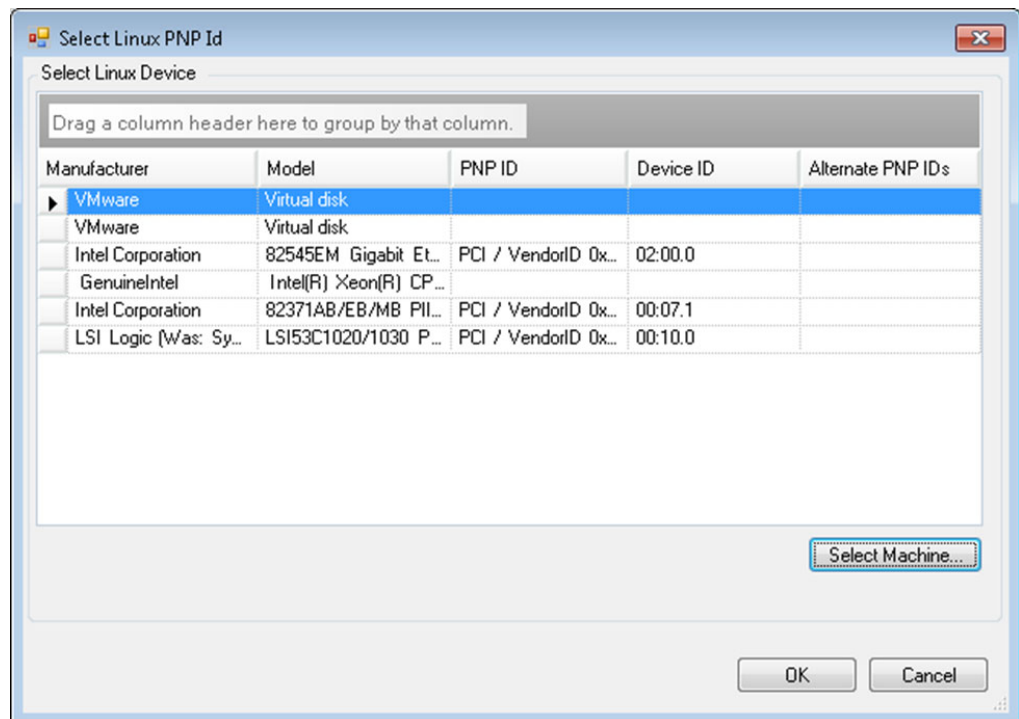 Select Linux PNP Id
Select Linux Device
Drag a column header here to group by that column.
Manufacturer Model PNP ID Device ID Alternate PNP IDs
VMware Virtual disk
VMware Virtual disk
Intel Corporation 82545EM Gigabit Et... PCI / VendorID 0x... 02:00.0
GenuineIntel Intel(R) Xeon(R) CP...
Intel Corporation 82371AB/EB/MB PII... PCI / VendorID 0x... 00:07.1
LSI Logic (Was: Sy... LSI53C1020/1030 P... PCI / VendorID 0x... 00:10.0
Select Machine...
OK Cancel